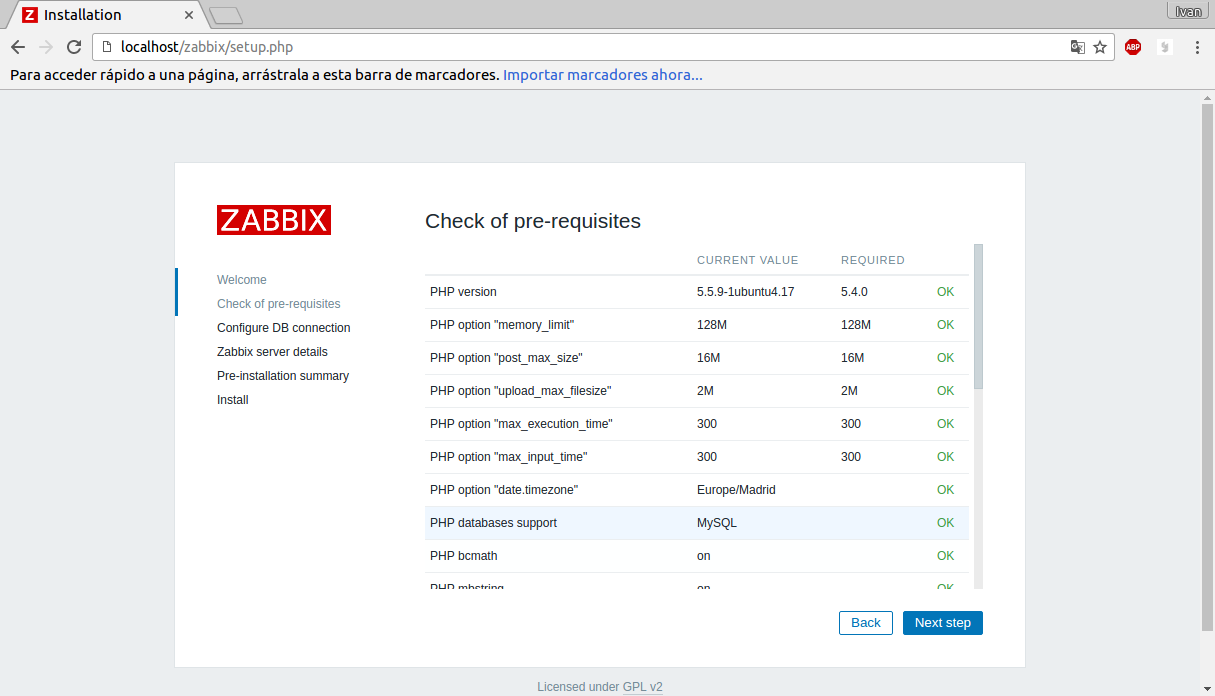 Installation
Ivan
localhost/zabbix/setup.php
ABP
Para acceder rápido a una página, arrástrala a esta barra de marcadores. Importar marcadores ahora...
ZABBIX
Check of pre-requisites
CURRENT VALUE REQUIRED
Welcome
Check of pre-requisites
Configure DB connection
Zabbix server details
Pre-installation summary
Install
PHP version 5.5.9-1ubuntu4.17 5.4.0 OK
PHP option "memory_limit" 128M 128M OK
PHP option "post_max_size" 16M 16M OK
PHP option "upload_max_filesize" 2M 2M OK
PHP option "max_execution_time" 300 300 OK
PHP option "max_input_time" 300 300 OK
PHP option "date.timezone" Europe/Madrid OK
PHP databases support MySQL OK
PHP bcmath on OK
PHP mbstring on OK
Back Next step
Licensed under GPL v2